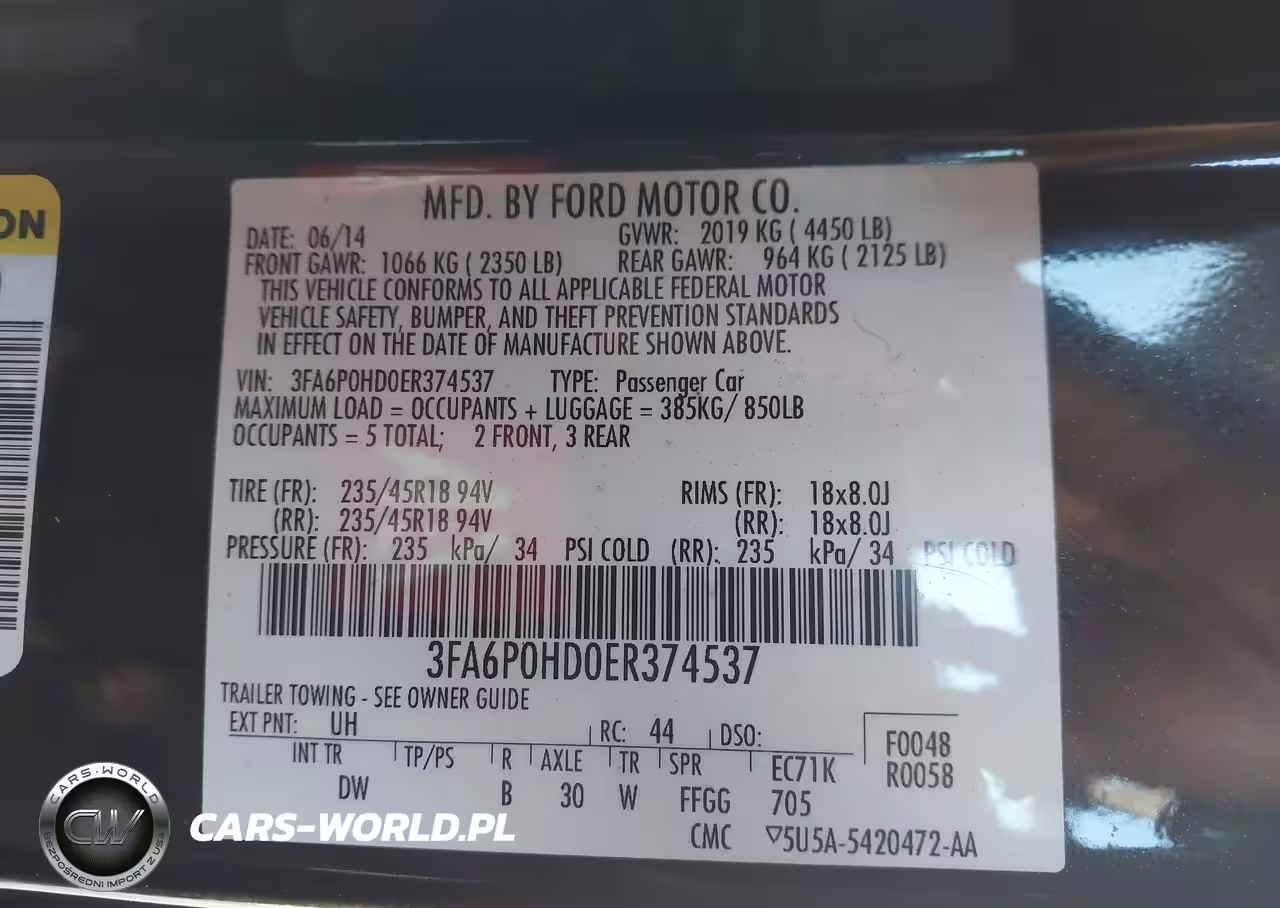 ON
MFD. BY FORD MOTOR CO.
DATE: 06/14 GVWR: 2019 KG ( 4450 LB)
FRONT GAWR: 1066 KG ( 2350 LB) REAR GAWR: 964 KG ( 2125 LB)
THIS VEHICLE CONFORMS TO ALL APPLICABLE FEDERAL MOTOR
VEHICLE SAFETY, BUMPER, AND THEFT PREVENTION STANDARDS
IN EFFECT ON THE DATE OF MANUFACTURE SHOWN ABOVE.
VIN: 3FA6P0HD0ER374537 TYPE: Passenger Car
MAXIMUM LOAD = OCCUPANTS + LUGGAGE = 385KG/ 850LB
OCCUPANTS = 5 TOTAL; 2 FRONT, 3 REAR
TIRE (FR): 235/45R18 94V RIMS (FR): 18x8.0J
(RR): 235/45R18 94V (RR): 18x8.0J
PRESSURE (FR): 235 kPa/ 34 PSI COLD (RR): 235 kPa/ 34 PSI COLD
3FA6P0HD0ER374537
TRAILER TOWING - SEE OWNER GUIDE
EXT PNT: UH RC: 44 DSO: F0048
INT TR TP/PS R AXLE TR SPR EC71K R0058
DW B 30 W FFGG 705
CMC ▽5U5A-5420472-AA
CARS-WORLD
CW
BEZPOŚREDNI IMPORT Z USA
CARS-WORLD.PL